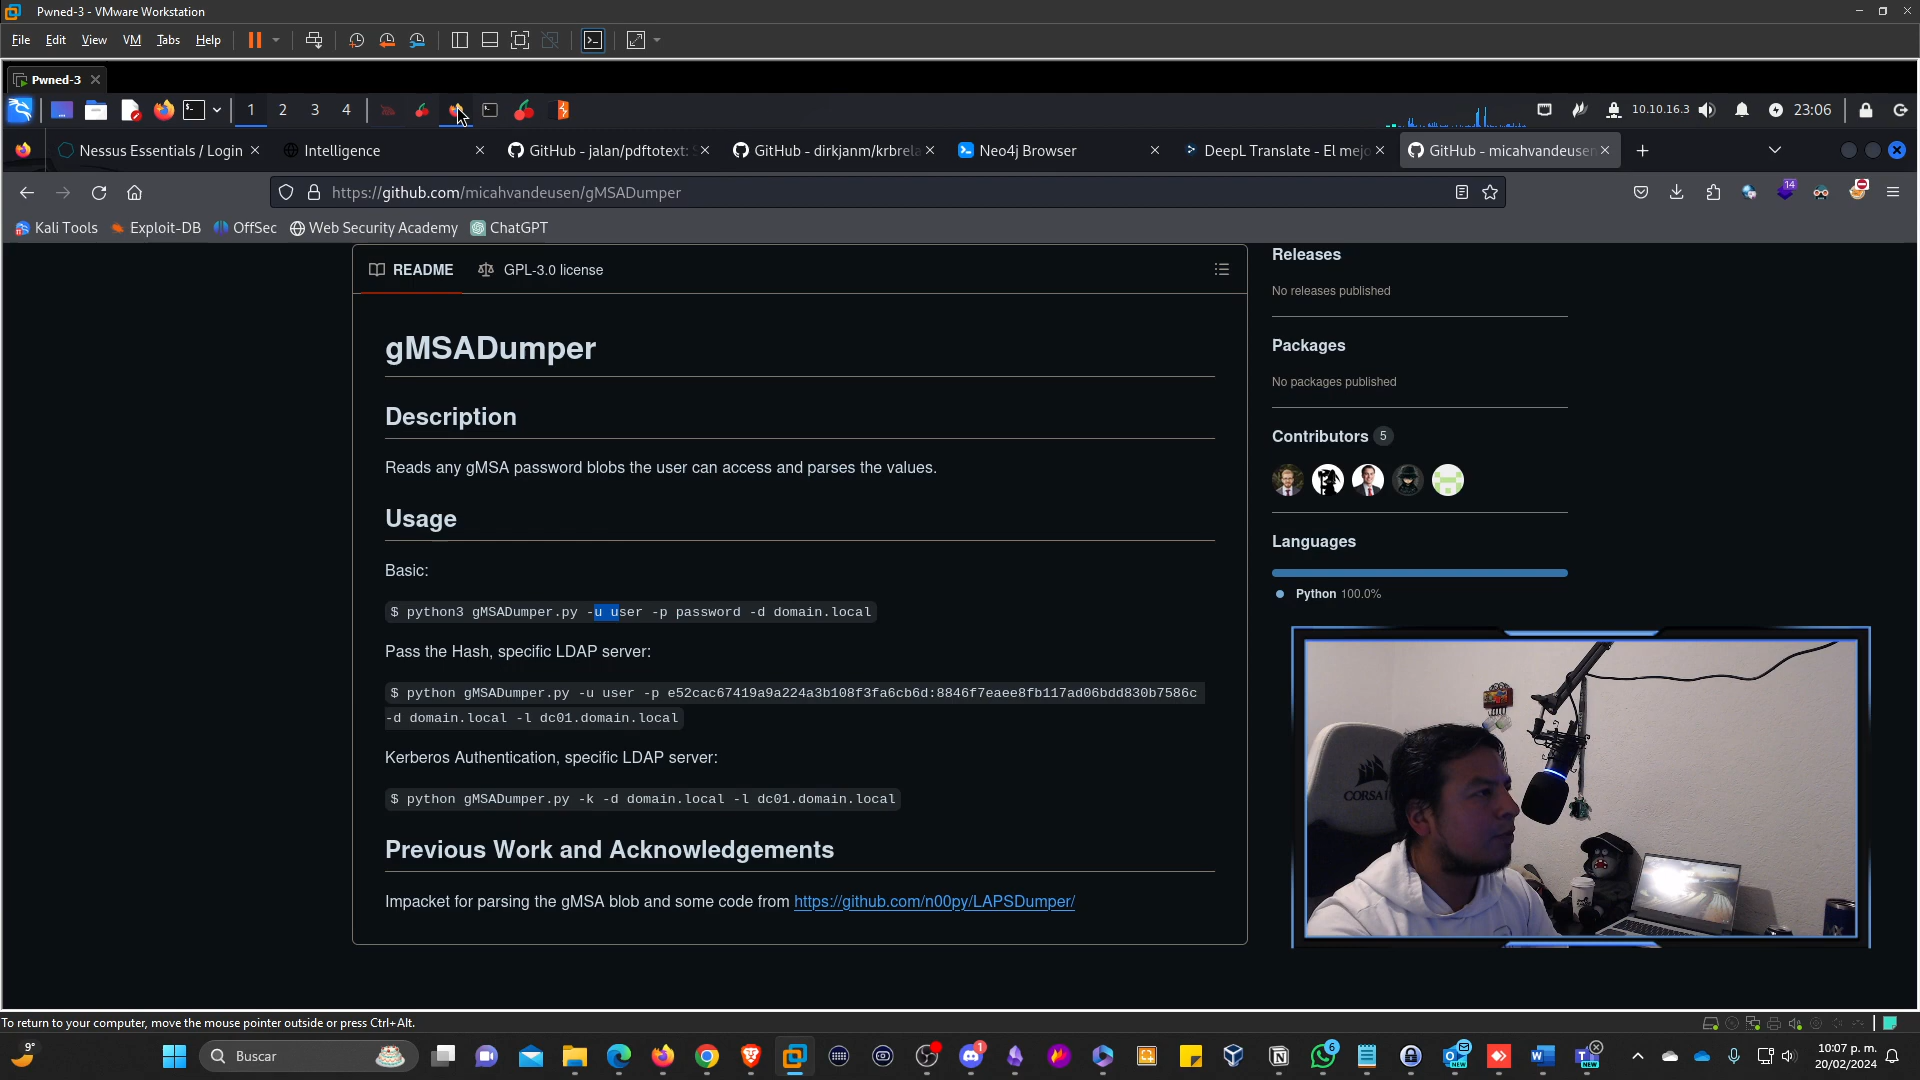 Pwned-3 - VMware Workstation
File Edit View VM Tabs Help
Pwned-3
1 2 3 4 10.10.16.3 23:06
Nessus Essentials / Login
Intelligence
GitHub - jalan/pdftotext: S
GitHub - dirkjanm/krbrela
Neo4j Browser
DeepL Translate - El mejo
GitHub - micahvandeusen
https://github.com/micahvandeusen/gMSADumper
14
Kali Tools Exploit-DB OffSec Web Security Academy ChatGPT
README GPL-3.0 license
gMSADumper
Description
Reads any gMSA password blobs the user can access and parses the values.
Usage
Basic:
$ python3 gMSADumper.py -u user -p password -d domain.local
Pass the Hash, specific LDAP server:
$ python gMSADumper.py -u user -p e52cac67419a9a224a3b108f3fa6cb6d:8846f7eaee8fb117ad06bdd830b7586c
-d domain.local -l dc01.domain.local
Kerberos Authentication, specific LDAP server:
$ python gMSADumper.py -k -d domain.local -l dc01.domain.local
Previous Work and Acknowledgements
Impacket for parsing the gMSA blob and some code from https://github.com/n00py/LAPSDumper/
Releases
No releases published
Packages
No packages published
Contributors 5
Languages
Python 100.0%
CORSAI
To return to your computer, move the mouse pointer outside or press Ctrl+Alt.
9°
Buscar
1
6
NEW
NEW
10:07 p. m.
20/02/2024